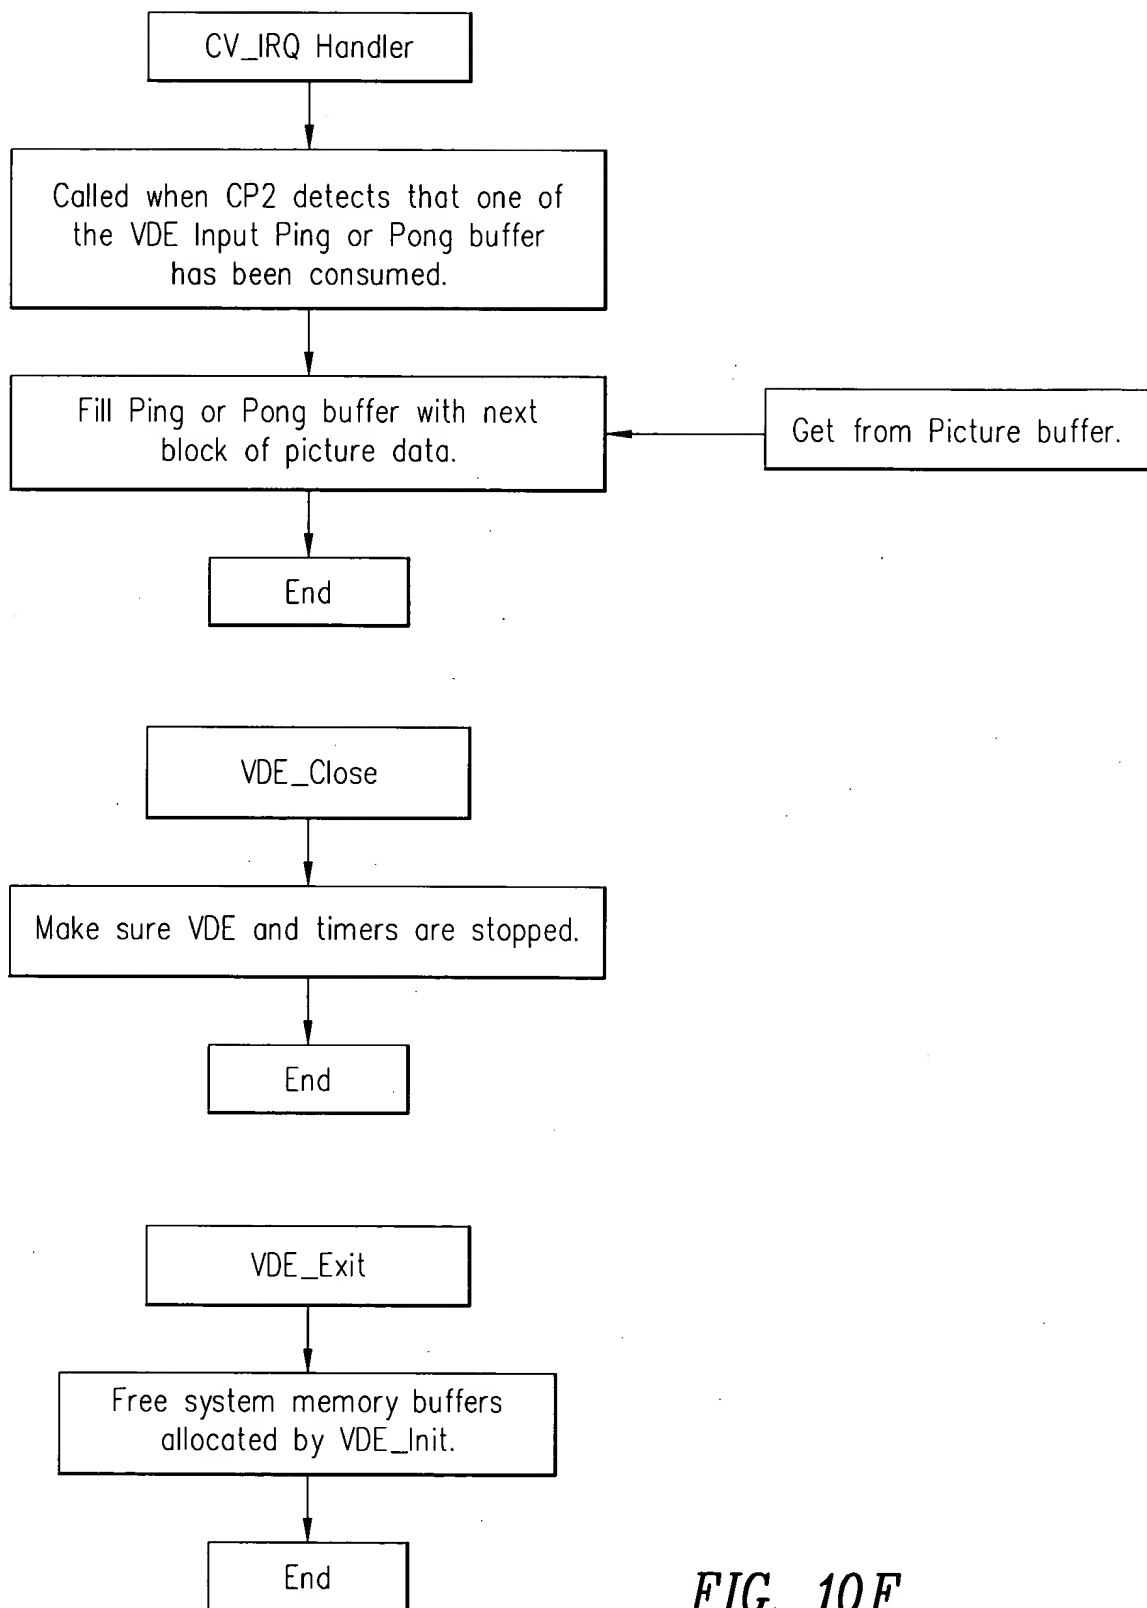 CV_IRQ Handler
Called when CP2 detects that one of
the VDE Input Ping or Pong buffer
has been consumed.
Fill Ping or Pong buffer with next
block of picture data.
Get from Picture buffer.
End
VDE_Close
Make sure VDE and timers are stopped.
End
VDE_Exit
Free system memory buffers
allocated by VDE_Init.
End
FIG. 10F